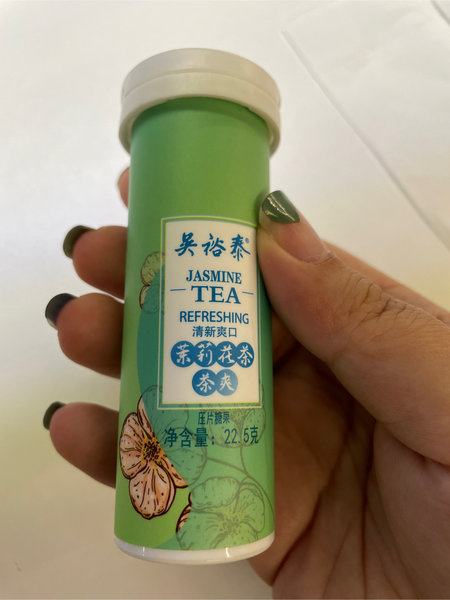 吴裕泰®
JASMINE
TEA
REFRESHING
清新爽口
茉莉花茶
茶爽
压片糖果
净含量：22.5克